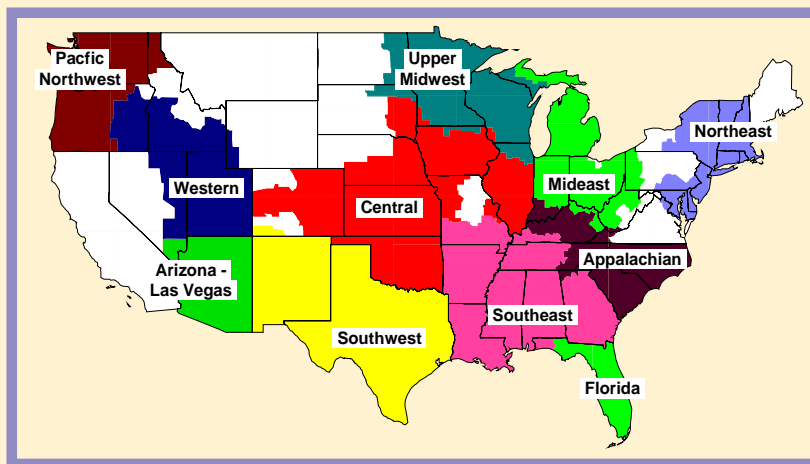 Pacfic
Northwest
Upper
Midwest
Northeast
Western
Mideast
Central
Arizona -
Las Vegas
Appalachian
Southwest
Southeast
Florida